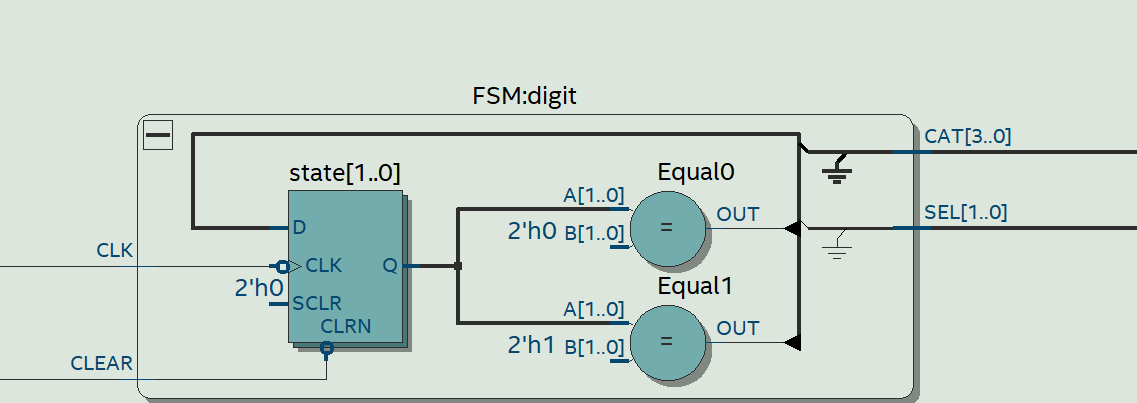 FSM:digit
CAT[3..0]
state[1..0]
Equal0
A[1..0]
SEL[1..0]
OUT
D
2'h0 B[1..0]
=
CLK
CLK
Q
2'h0
SCLR
Equal1
A[1..0]
CLRN
OUT
2'h1 B[1..0]
=
CLEAR